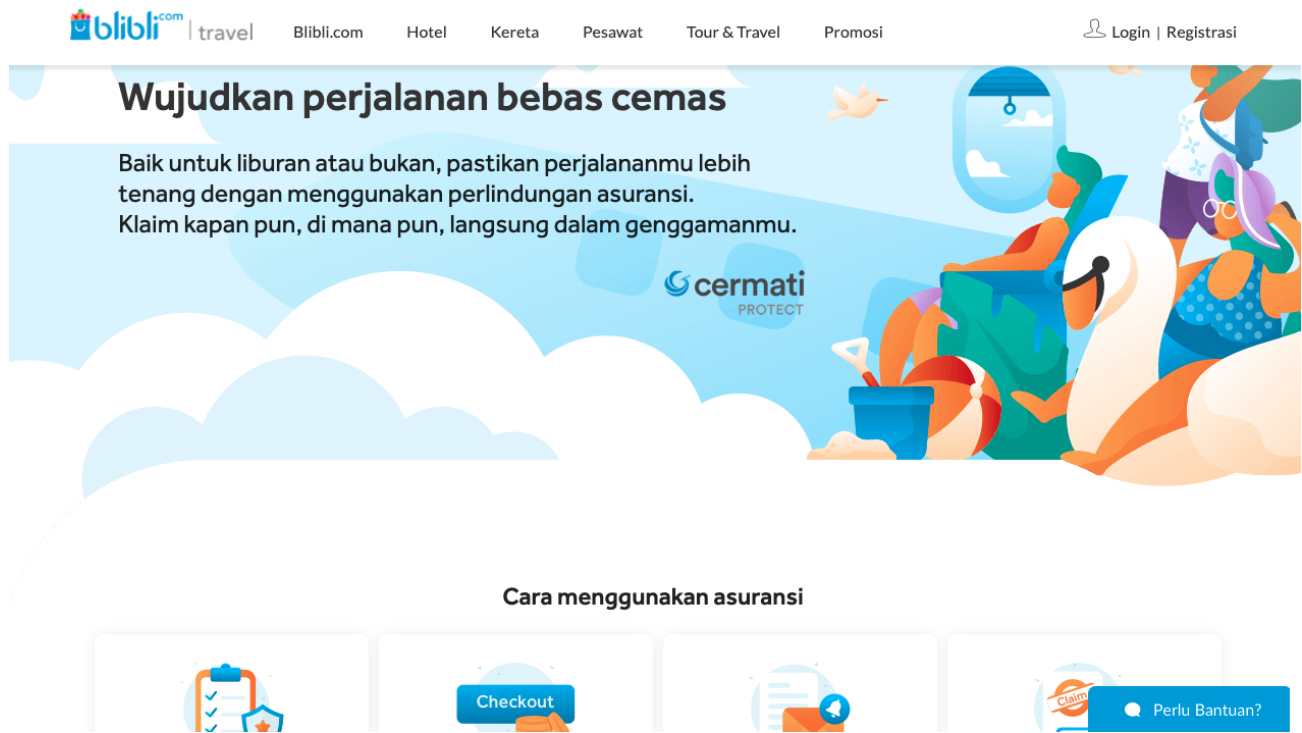 blibli.com | travel
Blibli.com
Hotel
Kereta
Pesawat
Tour & Travel
Promosi
Login | Registrasi
Wujudkan perjalanan bebas cemas
Baik untuk liburan atau bukan, pastikan perjalananmu lebih
tenang dengan menggunakan perlindungan asuransi.
Klaim kapan pun, di mana pun, langsung dalam genggamanmu.
cermati
PROTECT
Cara menggunakan asuransi
Checkout
Claim
Perlu Bantuan?